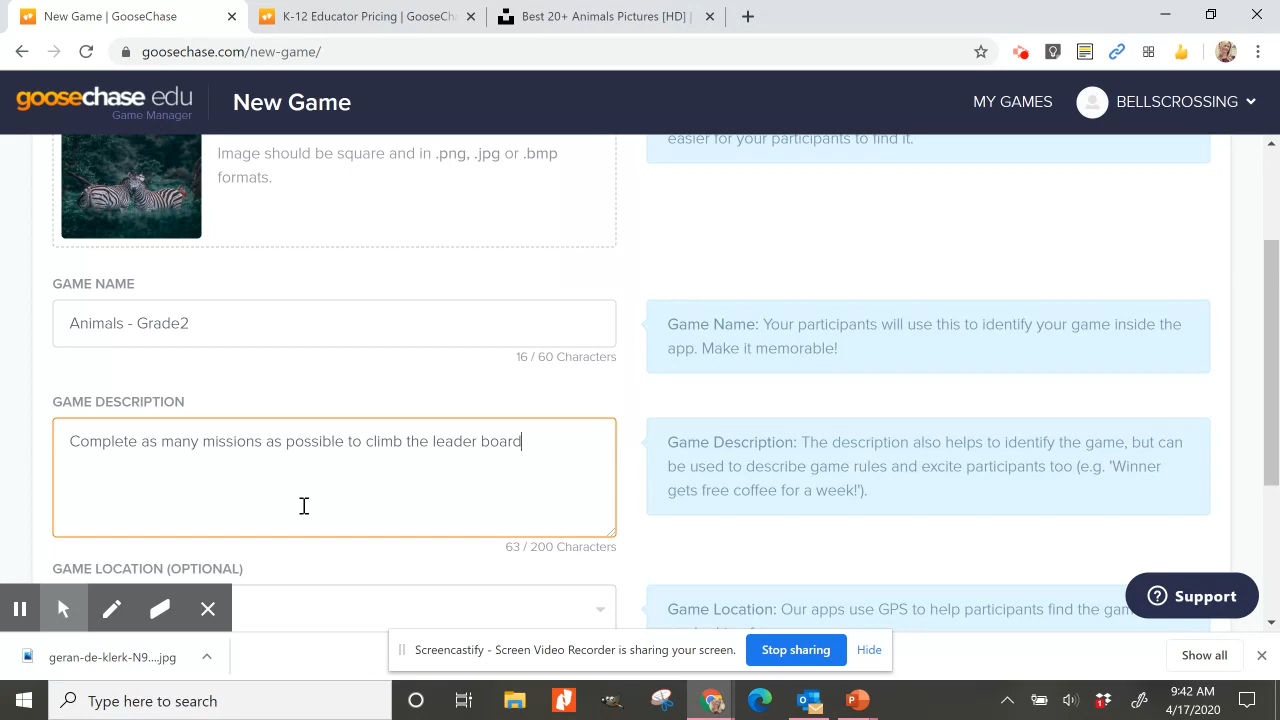 New Game | GooseChase
K-12 Educator Pricing | GooseCha
Best 20+ Animals Pictures [HD] |
goosechase.com/new-game/
goosechase edu
Game Manager
New Game
MY GAMES
BELLSCROSSING
Image should be square and in .png, .jpg or .bmp
formats.
easier for your participants to find it.
GAME NAME
Animals - Grade2
16 / 60 Characters
Game Name: Your participants will use this to identify your game inside the
app. Make it memorable!
GAME DESCRIPTION
Complete as many missions as possible to climb the leader board
63 / 200 Characters
Game Description: The description also helps to identify the game, but can
be used to describe game rules and excite participants too (e.g. 'Winner
gets free coffee for a week!').
GAME LOCATION (OPTIONAL)
Game Location: Our apps use GPS to help participants find the gam
Support
geran-de-klerk-N9....jpg
Screencastify - Screen Video Recorder is sharing your screen.
Stop sharing
Hide
Show all
Type here to search
9:42 AM
4/17/2020